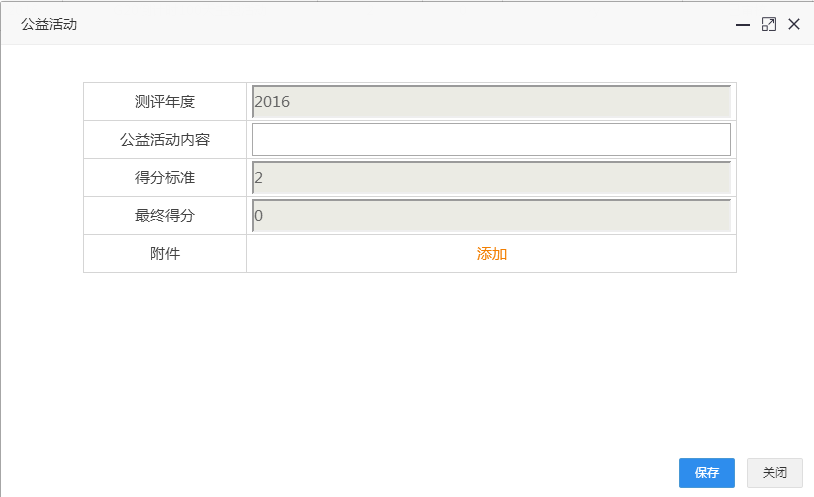 公益活动
测评年度 2016
公益活动内容
得分标准 2
最终得分 0
附件 添加
保存 关闭